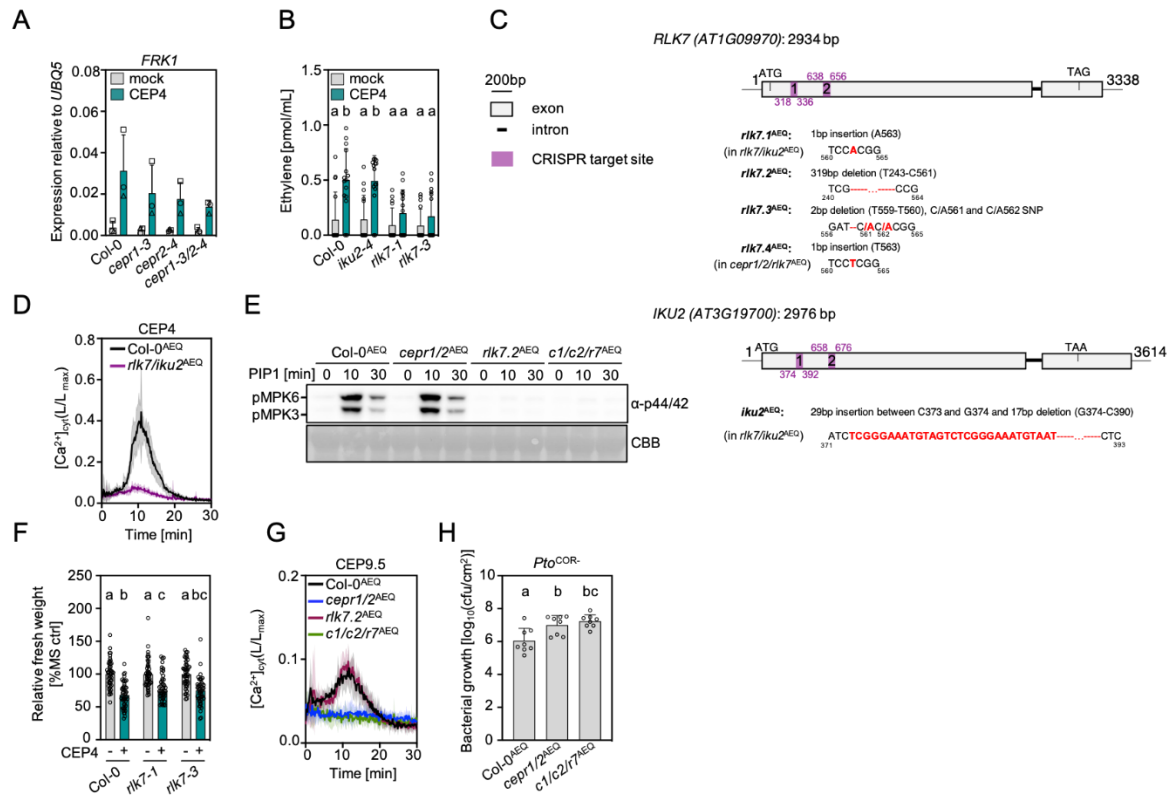 A
FRK1
mock
CEP4
Expression relative to UBQ5
0.08
0.06
0.04
0.02
0.00
Col-0
cepr1-3
cepr2-4
cepr1-3/2-4
B
mock
CEP4
Ethylene [pmol/mL]
1.5
1.0
0.5
0.0
a b a b a a a a
Col-0
iku2-4
rlk7-1
rlk7-3
C
200bp
exon
intron
CRISPR target site
RLK7 (AT1G09970): 2934 bp
1 ATG 638 656 TAG 3338
1 2
318 336
rlk7.1AEQ: 1bp insertion (A563)
(in rlk7/iku2AEQ) TCCACGG
560 565
rlk7.2AEQ: 319bp deletion (T243-C561)
TCG------...------CCG
240 564
rlk7.3AEQ: 2bp deletion (T559-T560), C/A561 and C/A562 SNP
GAT--C/AC/ACGG
556 561 562 565
rlk7.4AEQ: 1bp insertion (T563)
(in cepr1/2/rlk7AEQ) TCCTCGG
560 565
IKU2 (AT3G19700): 2976 bp
1 ATG 658 676 TAA 3614
1 2
374 392
iku2AEQ: 29bp insertion between C373 and G374 and 17bp deletion (G374-C390)
(in rlk7/iku2AEQ) ATCTCGGGAAATGTAGTCTCGGGAAATGTAAT------...------CTC
371 393
D
CEP4
Col-0AEQ
rlk7/iku2AEQ
[Ca2+]cyt(L/Lmax)
0.8
0.6
0.4
0.2
0.0
0 10 20 30
Time [min]
E
Col-0AEQ cepr1/2AEQ rlk7.2AEQ c1/c2/r7AEQ
PIP1 [min] 0 10 30 0 10 30 0 10 30 0 10 30
pMPK6
pMPK3
α-p44/42
CBB
F
Relative fresh weight
[%MS ctrl]
250
200
150
100
50
0
a b a c a bc
CEP4 - + - + - +
Col-0
rlk7-1
rlk7-3
G
CEP9.5
Col-0AEQ
cepr1/2AEQ
rlk7.2AEQ
c1/c2/r7AEQ
[Ca2+]cyt(L/Lmax)
0.2
0.1
0.0
0 10 20 30
Time [min]
H
PtoCOR-
Bacterial growth [log10(cfu/cm2)]
10
8
6
4
2
0
a b bc
Col-0AEQ
cepr1/2AEQ
c1/c2/r7AEQ